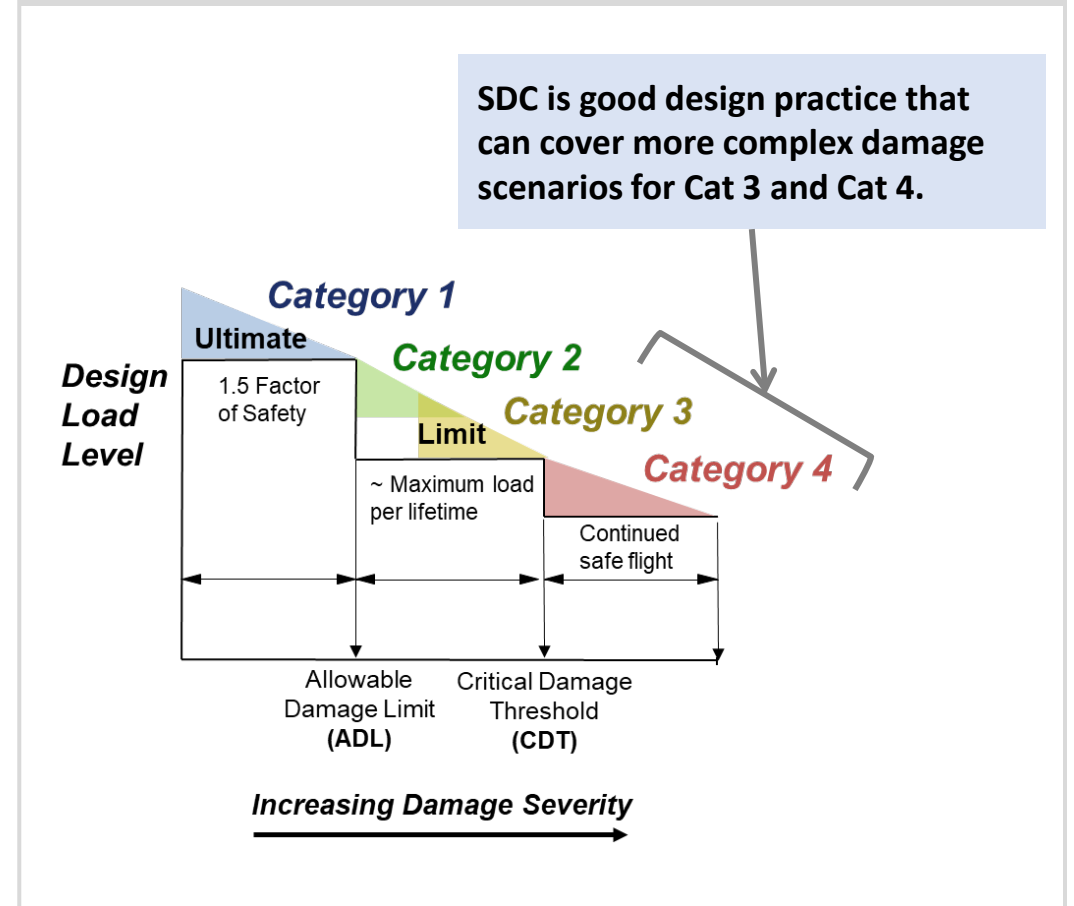 SDC is good design practice that
can cover more complex damage
scenarios for Cat 3 and Cat 4.
Category 1
Ultimate
Category 2
Design
Load
Level
1.5 Factor
of Safety
Category 3
Limit
Category 4
~ Maximum load
per lifetime
Continued
safe flight
Allowable
Damage Limit
(ADL)
Critical Damage
Threshold
(CDT)
Increasing Damage Severity